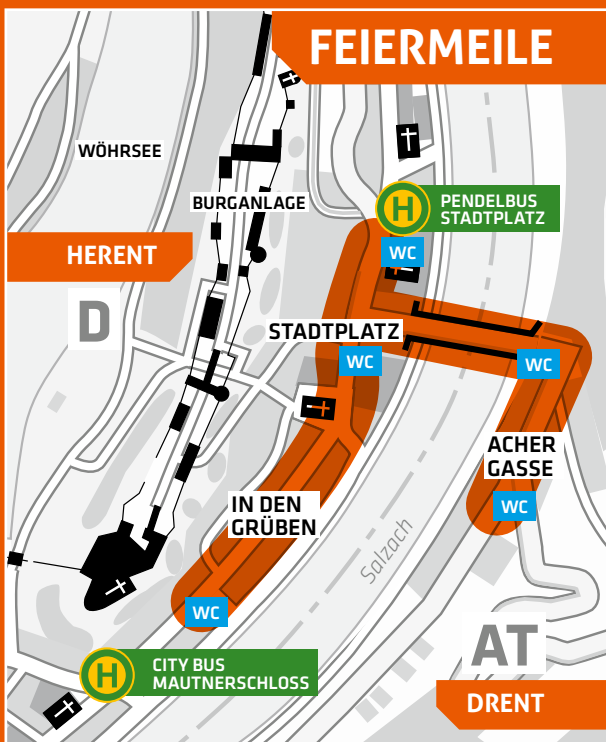 FEIERMEILE
WÖHRSEE
BURGANLAGE
H
PENDELBUS
STADTPLATZ
HERENT
WC
D
STADTPLATZ
WC
WC
ACHER
GASSE
IN DEN
GRÜBEN
WC
Salzach
WC
AT
H
CITY BUS
MAUTNERSCHLOSS
DRENT